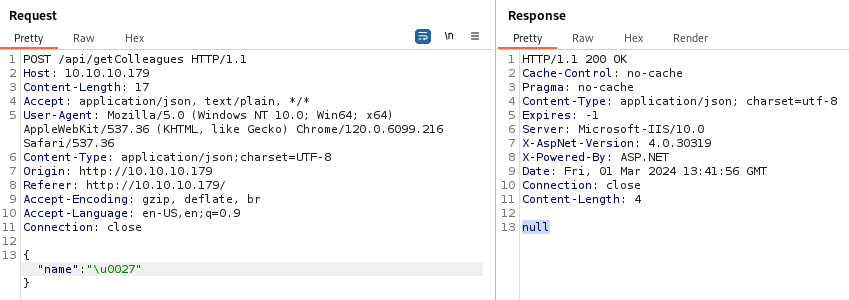 Request
Pretty Raw Hex \n
1 POST /api/getColleagues HTTP/1.1
2 Host: 10.10.10.179
3 Content-Length: 17
4 Accept: application/json, text/plain, */*
5 User-Agent: Mozilla/5.0 (Windows NT 10.0; Win64; x64)
AppleWebKit/537.36 (KHTML, like Gecko) Chrome/120.0.6099.216
Safari/537.36
6 Content-Type: application/json;charset=UTF-8
7 Origin: http://10.10.10.179
8 Referer: http://10.10.10.179/
9 Accept-Encoding: gzip, deflate, br
10 Accept-Language: en-US,en;q=0.9
11 Connection: close
12
13 {
"name":"\u0027"
}
Response
Pretty Raw Hex Render
1 HTTP/1.1 200 OK
2 Cache-Control: no-cache
3 Pragma: no-cache
4 Content-Type: application/json; charset=utf-8
5 Expires: -1
6 Server: Microsoft-IIS/10.0
7 X-AspNet-Version: 4.0.30319
8 X-Powered-By: ASP.NET
9 Date: Fri, 01 Mar 2024 13:41:56 GMT
10 Connection: close
11 Content-Length: 4
12
13 null